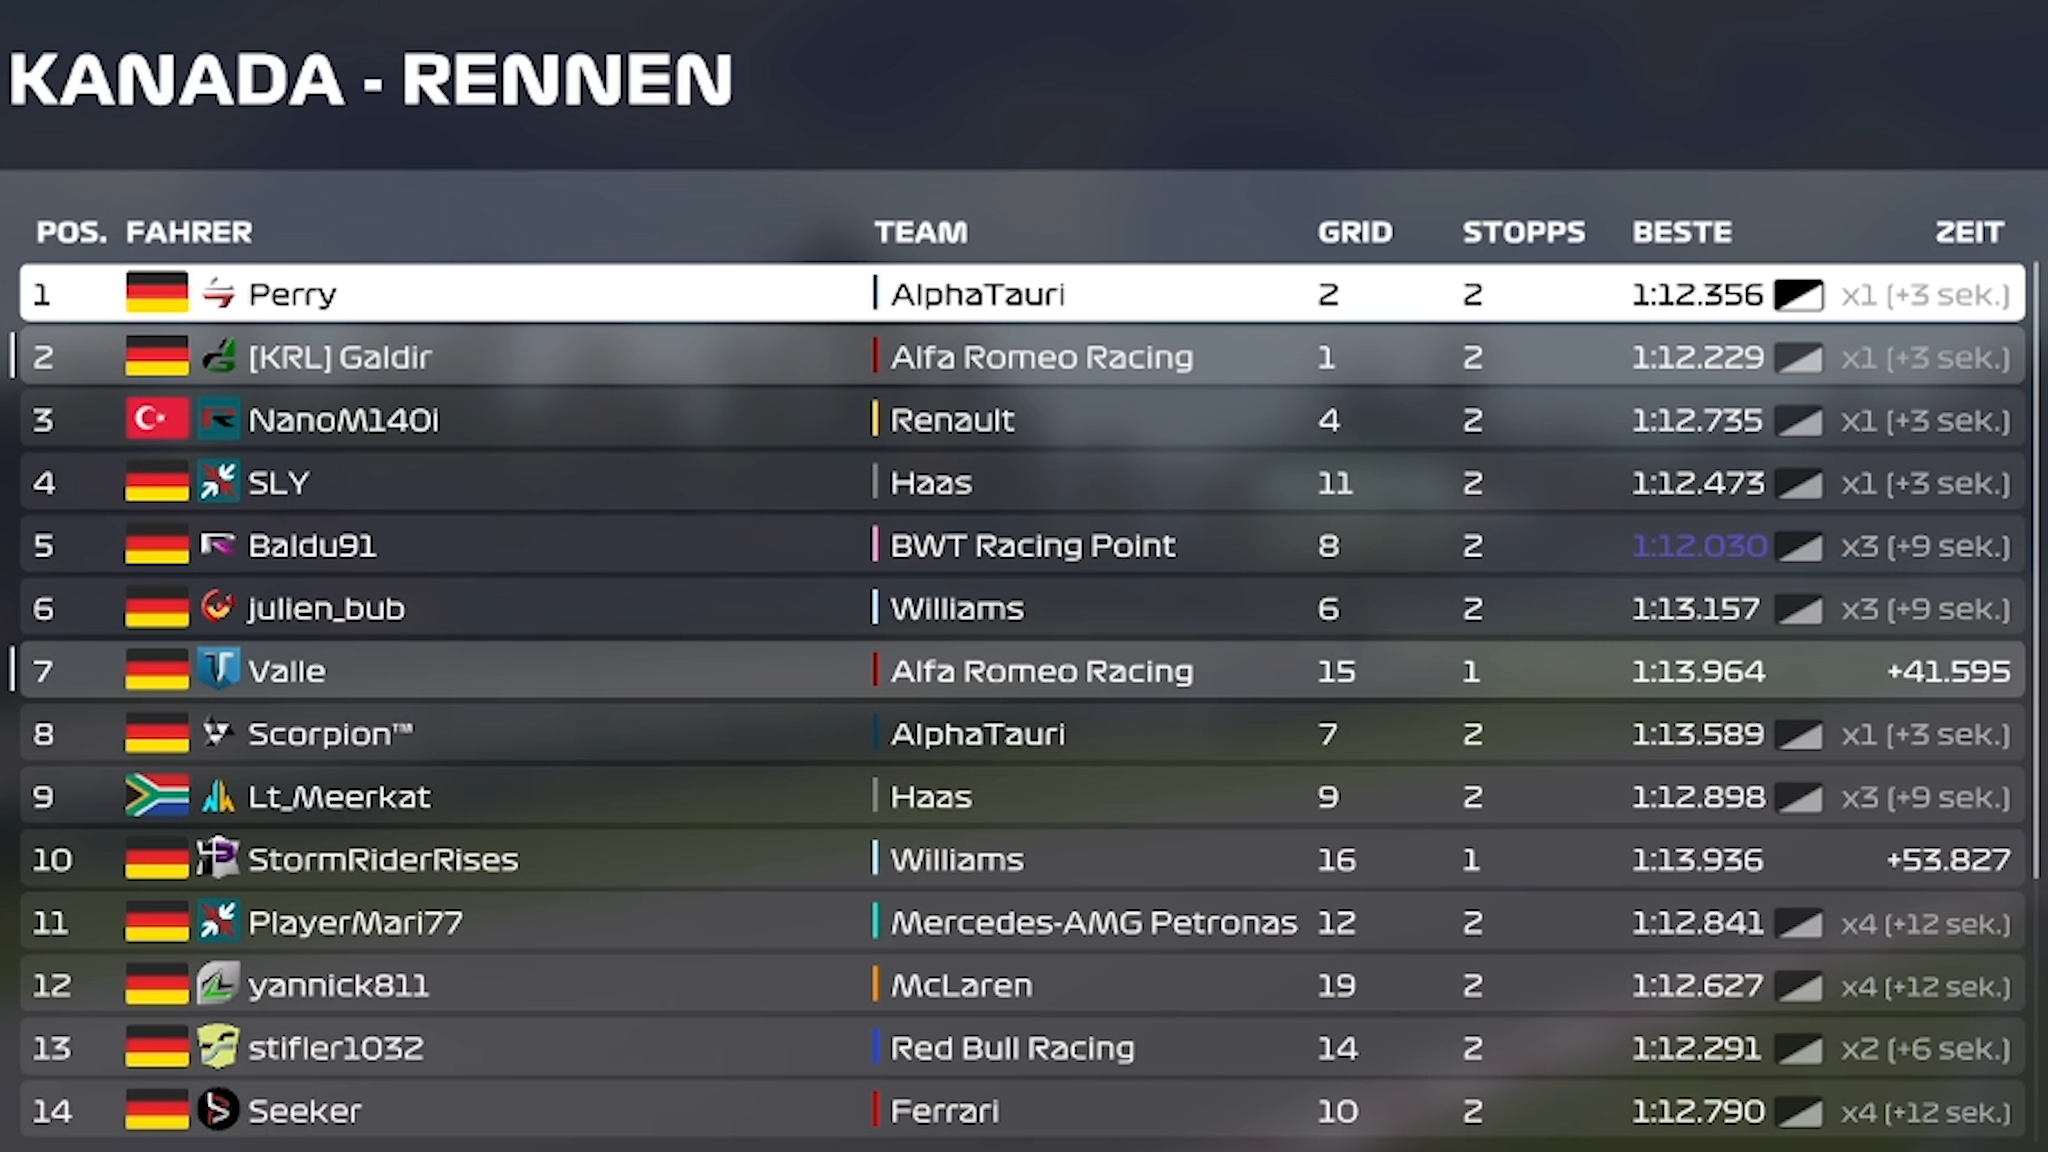 KANADA - RENNEN
POS. FAHRER TEAM GRID STOPPS BESTE ZEIT
1 Perry AlphaTauri 2 2 1:12.356 x1 (+3 sek.)
2 [KRL] Galdir Alfa Romeo Racing 1 2 1:12.229 x1 (+3 sek.)
3 NanoM140i Renault 4 2 1:12.735 x1 (+3 sek.)
4 SLY Haas 11 2 1:12.473 x1 (+3 sek.)
5 Baldu91 BWT Racing Point 8 2 1:12.030 x3 (+9 sek.)
6 julien_bub Williams 6 2 1:13.157 x3 (+9 sek.)
7 Valle Alfa Romeo Racing 15 1 1:13.964 +41.595
8 Scorpion™ AlphaTauri 7 2 1:13.589 x1 (+3 sek.)
9 Lt_Meerkat Haas 9 2 1:12.898 x3 (+9 sek.)
10 StormRiderRises Williams 16 1 1:13.936 +53.827
11 PlayerMari77 Mercedes-AMG Petronas 12 2 1:12.841 x4 (+12 sek.)
12 yannick811 McLaren 19 2 1:12.627 x4 (+12 sek.)
13 stifler1032 Red Bull Racing 14 2 1:12.291 x2 (+6 sek.)
14 Seeker Ferrari 10 2 1:12.790 x4 (+12 sek.)